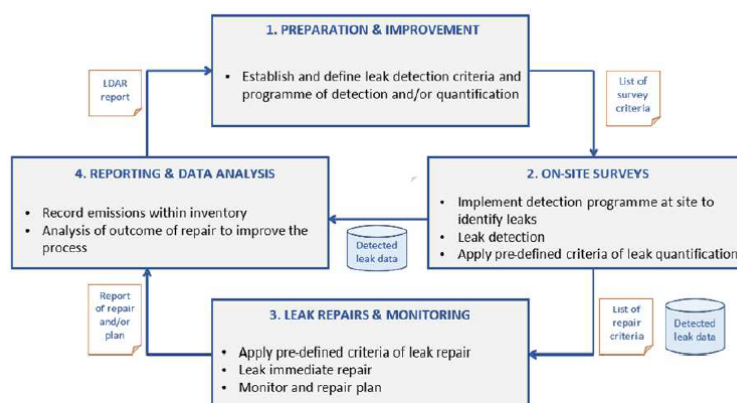 1. PREPARATION & IMPROVEMENT
• Establish and define leak detection criteria and
programme of detection and/or quantification
LDAR
report
List of
survey
criteria
4. REPORTING & DATA ANALYSIS
• Record emissions within inventory
• Analysis of outcome of repair to improve the
process
2. ON-SITE SURVEYS
• Implement detection programme at site to
identify leaks
• Leak detection
• Apply pre-defined criteria of leak quantification
Detected
leak data
Report
of repair
and/or
plan
3. LEAK REPAIRS & MONITORING
• Apply pre-defined criteria of leak repair
• Leak immediate repair
• Monitor and repair plan
List of
repair
criteria
Detected
leak data